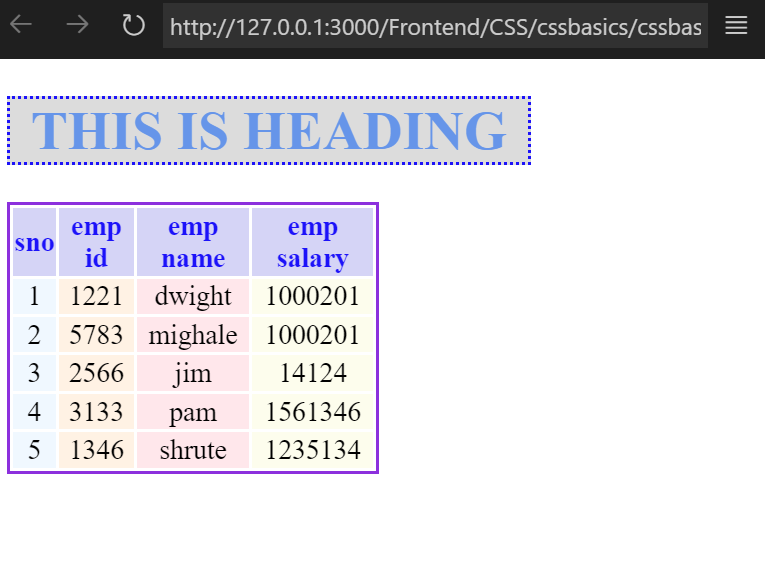 http://127.0.0.1:3000/Frontend/CSS/cssbasics/cssbas
THIS IS HEADING
sno emp id emp name emp salary
1 1221 dwight 1000201
2 5783 mighale 1000201
3 2566 jim 14124
4 3133 pam 1561346
5 1346 shrute 1235134